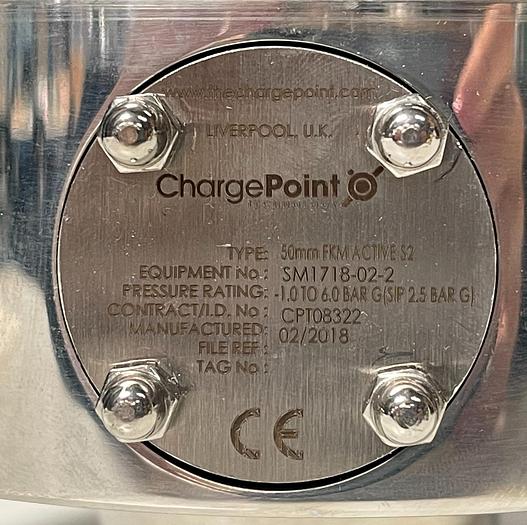 www.thechargepoint.com
LIVERPOOL, U.K.
ChargePoint
TYPE: 50mm FKM ACTIVE S2
EQUIPMENT No.: SM1718-02-2
PRESSURE RATING: -1.0 TO 6.0 BAR G(SIP 2.5 BAR G)
CONTRACT/I.D. No: CPT08322
MANUFACTURED: 02/2018
FILE REF:
TAG No:
CE